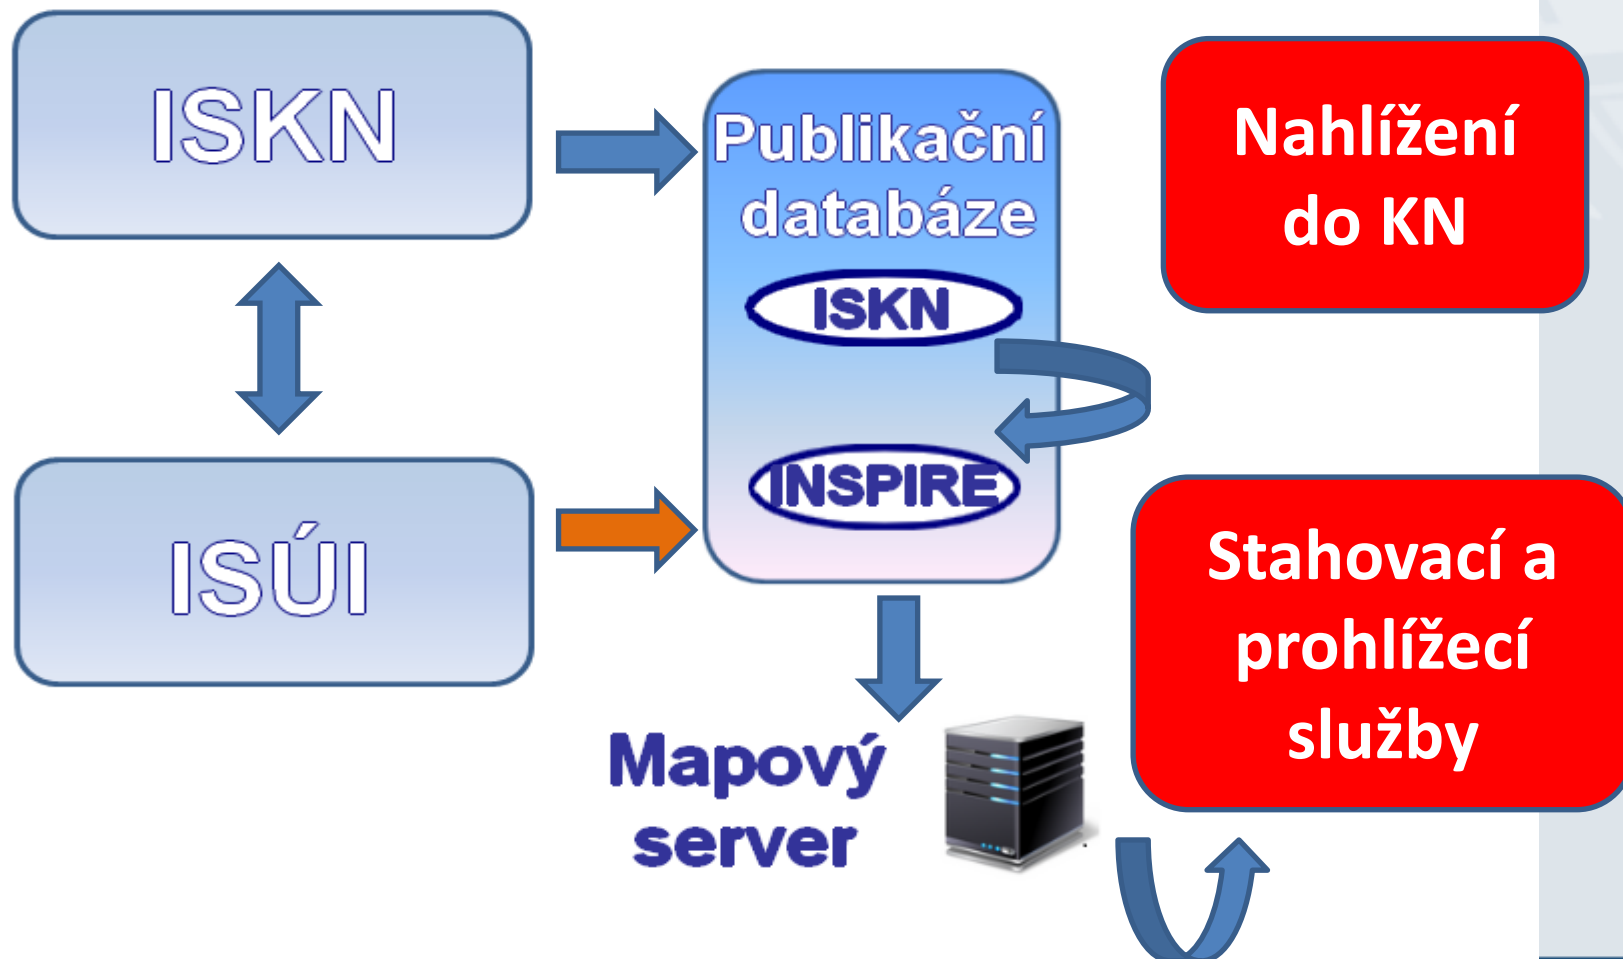 ISKN
Publikační
databáze
ISKN
INSPIRE
Nahlížení
do KN
ISÚI
Stahovací a
prohlížecí
služby
Mapový
server